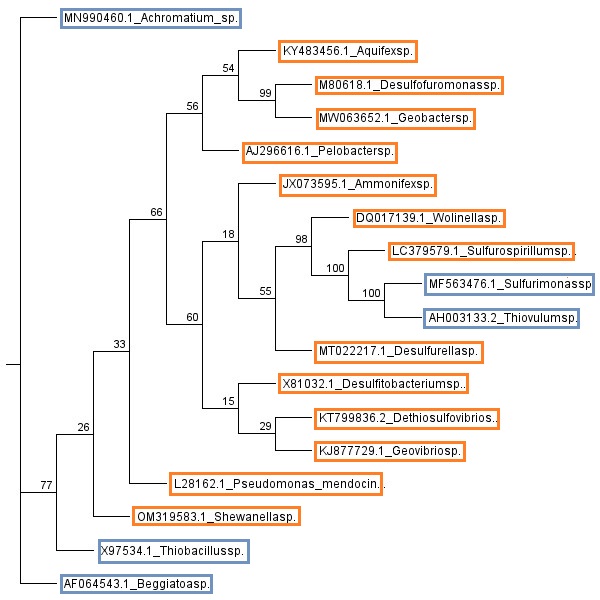 MN990460.1_Achromatium_sp.
KY483456.1_Aquifexsp.
54
M80618.1_Desulfofuromonassp.
99
56
MW063652.1_Geobactersp.
AJ296616.1_Pelobactersp.
JX073595.1_Ammonifexsp.
66
DQ017139.1_Wolinellasp.
18
98
LC379579.1_Sulfurospirillumsp.
100
MF563476.1_Sulfurimonassp
55
100
60
AH003133.2_Thiovulumsp.
33
MT022217.1_Desulfurellasp.
X81032.1_Desulfitobacteriumsp..
15
KT799836.2_Dethiosulfovibrios..
26
29
KJ877729.1_Geovibriosp.
77
L28162.1_Pseudomonas_mendocin..
OM319583.1_Shewanellasp.
X97534.1_Thiobacillussp.
AF064543.1_Beggiatoasp.